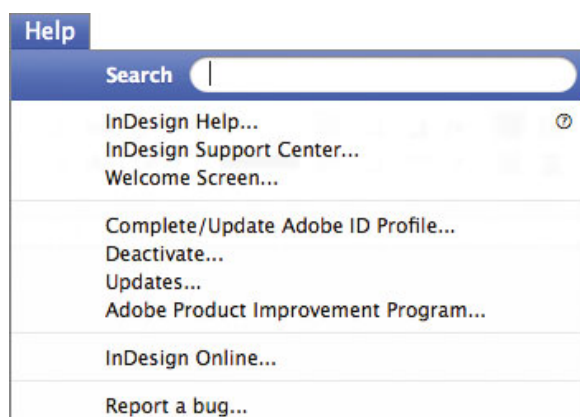 Help
Search
InDesign Help...
InDesign Support Center...
Welcome Screen...
Complete/Update Adobe ID Profile...
Deactivate...
Updates...
Adobe Product Improvement Program...
InDesign Online...
Report a bug...